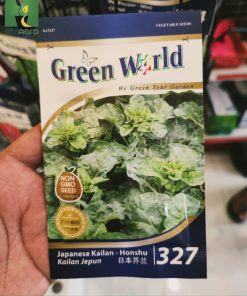 VEGETABLE SEEDS
Green World
We Green Your Garden
NON
GMO
SEED
Japanese Kailan - Honshu
Kailan Jepun 日本芥兰
327